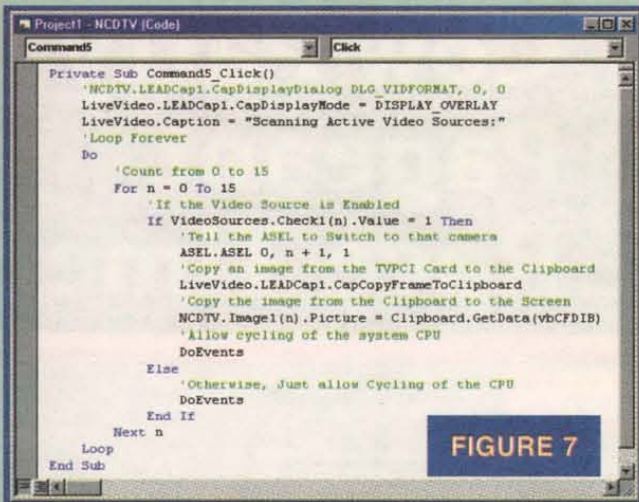 Project1 - NCDTV (Code)
Command5 Click
Private Sub Command5_Click()
'NCDTV.LEADCap1.CapDisplayDialog DLG_VIDFORMAT, 0, 0
LiveVideo.LEADCap1.CapDisplayMode = DISPLAY_OVERLAY
LiveVideo.Caption = "Scanning Active Video Sources:"
'Loop Forever
Do
'Count from 0 to 15
For n = 0 To 15
'If the Video Source is Enabled
If VideoSources.Check1(n).Value = 1 Then
'Tell the ASEL to Switch to that camera
ASEL.ASEL 0, n + 1, 1
'Copy an image from the TVPCI Card to the Clipboard
LiveVideo.LEADCap1.CapCopyFrameToClipboard
'Copy the image from the Clipboard to the Screen
NCDTV.Image1(n).Picture = Clipboard.GetData(vbCFDIB)
'Allow cycling of the system CPU
DoEvents
Else
'Otherwise, Just allow Cycling of the CPU
DoEvents
End If
Next n
Loop
End Sub
FIGURE 7